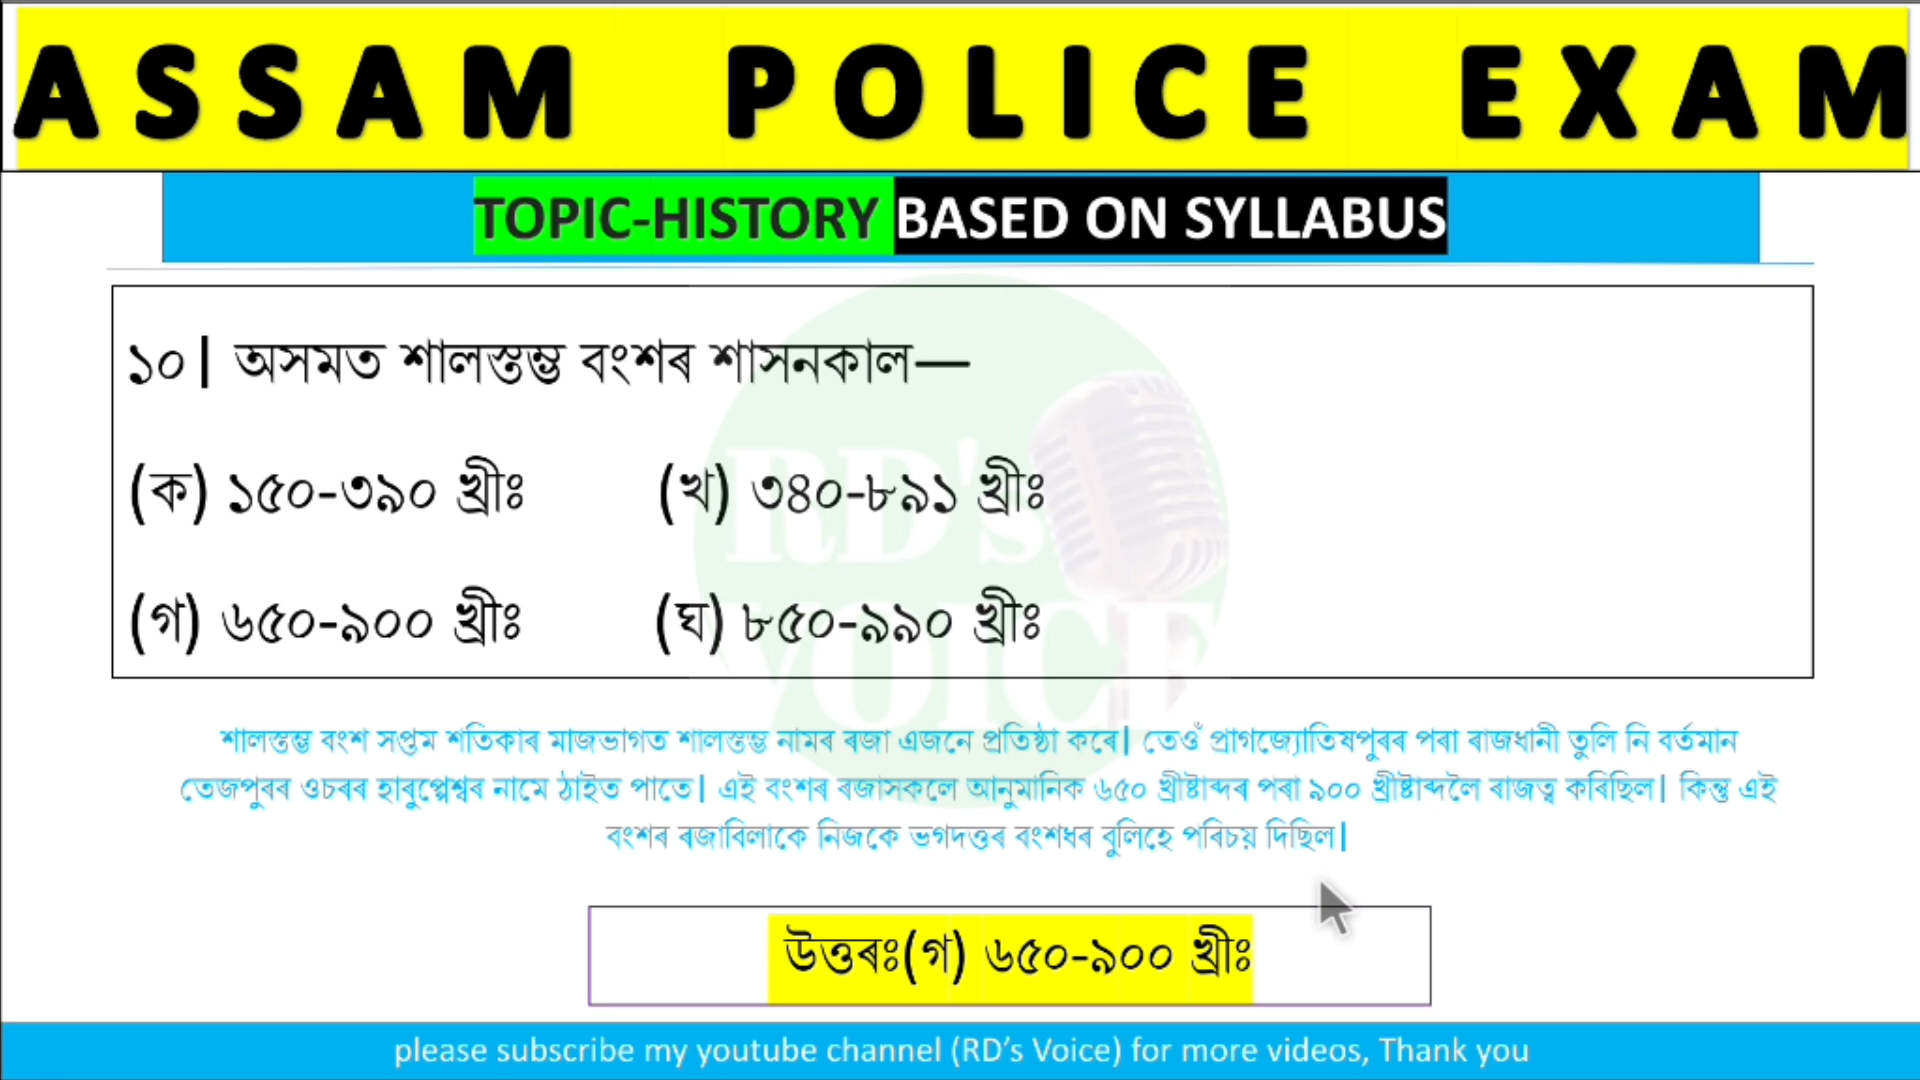 ASSAM POLICE EXAM
TOPIC-HISTORY BASED ON SYLLABUS
১০| অসমত শালস্তম্ভ বংশৰ শাসনকাল—
(ক) ১৫০-৩৯০ খ্ৰীঃ (খ) ৩৪০-৮৯১ খ্ৰীঃ
(গ) ৬৫০-৯০০ খ্ৰীঃ (ঘ) ৮৫০-৯৯০ খ্ৰীঃ
RD's
VOICE
শালস্তম্ভ বংশ সপ্তম শতিকাৰ মাজভাগত শালস্তম্ভ নামৰ ৰজা এজনে প্ৰতিষ্ঠা কৰে| তেওঁ প্ৰাগজ্যোতিষপুৰৰ পৰা ৰাজধানী তুলি নি বৰ্তমান
তেজপুৰৰ ওচৰৰ হাৰুপ্পেশ্বৰ নামে ঠাইত পাতে| এই বংশৰ ৰজাসকলে আনুমানিক ৬৫০ খ্ৰীষ্টাব্দৰ পৰা ৯০০ খ্ৰীষ্টাব্দলৈ ৰাজত্ব কৰিছিল| কিন্তু এই
বংশৰ ৰজাবিলাকে নিজকে ভগদত্তৰ বংশধৰ বুলিহে পৰিচয় দিছিল|
উত্তৰঃ(গ) ৬৫০-৯০০ খ্ৰীঃ
please subscribe my youtube channel (RD’s Voice) for more videos, Thank you